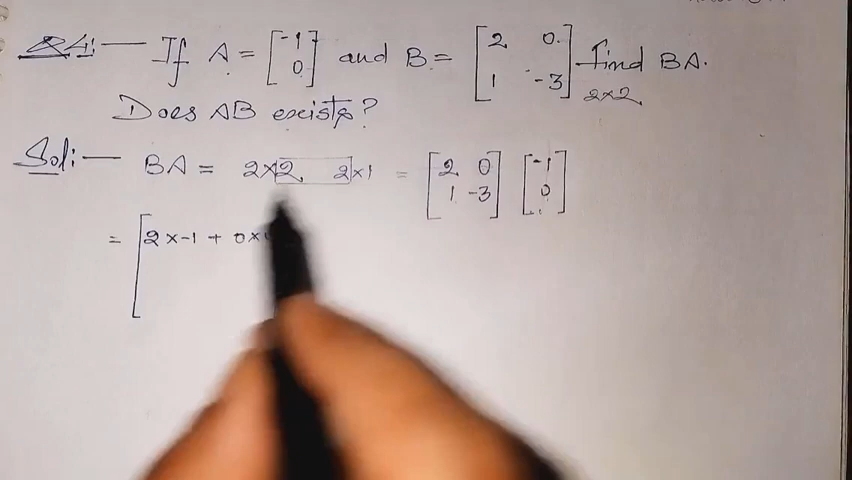 Q4:— If A = [-1 0] and B = [2 0 1 -3] find BA.
2×2
Does AB exists?
Sol:— BA = 2×2 2×1 = [2 0 1 -3] [-1 0]
= [2×-1 + 0×